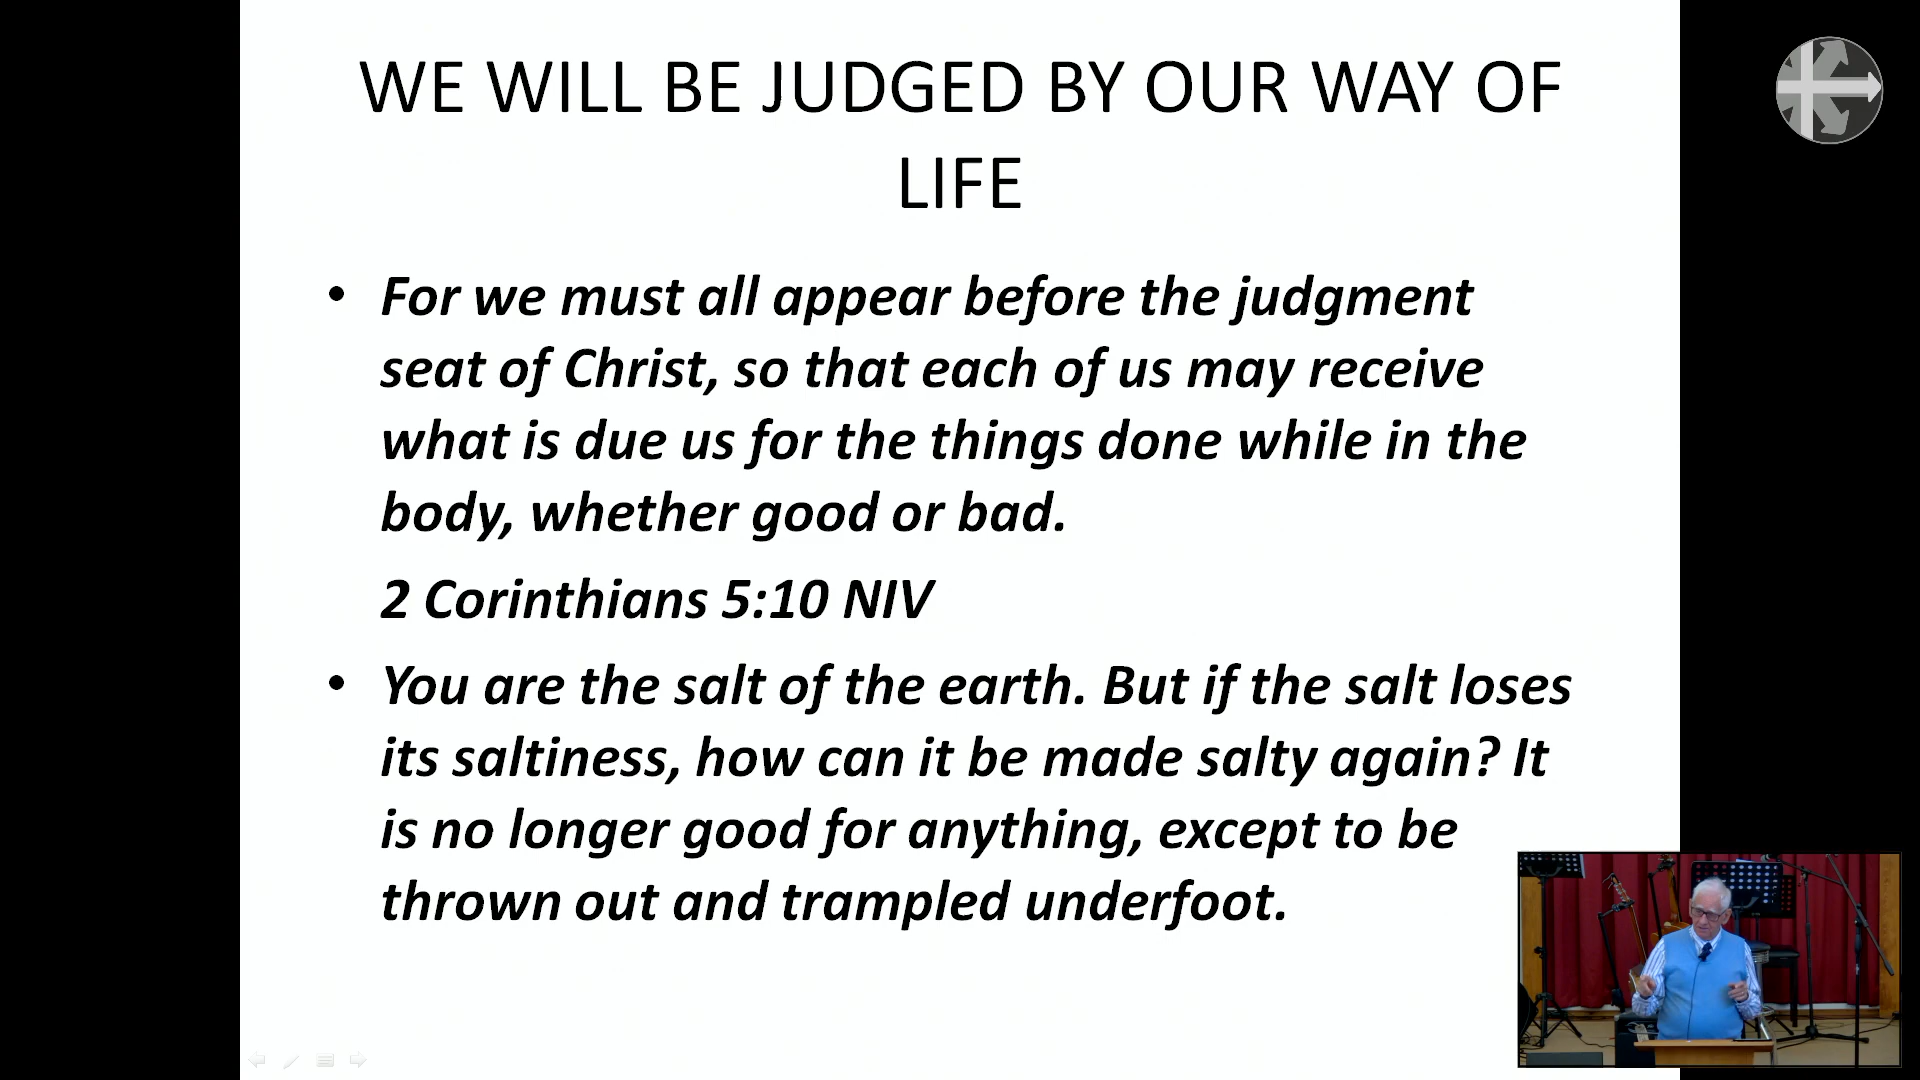 WE WILL BE JUDGED BY OUR WAY OF
LIFE
• For we must all appear before the judgment
seat of Christ, so that each of us may receive
what is due us for the things done while in the
body, whether good or bad.
2 Corinthians 5:10 NIV
• You are the salt of the earth. But if the salt loses
its saltiness, how can it be made salty again? It
is no longer good for anything, except to be
thrown out and trampled underfoot.